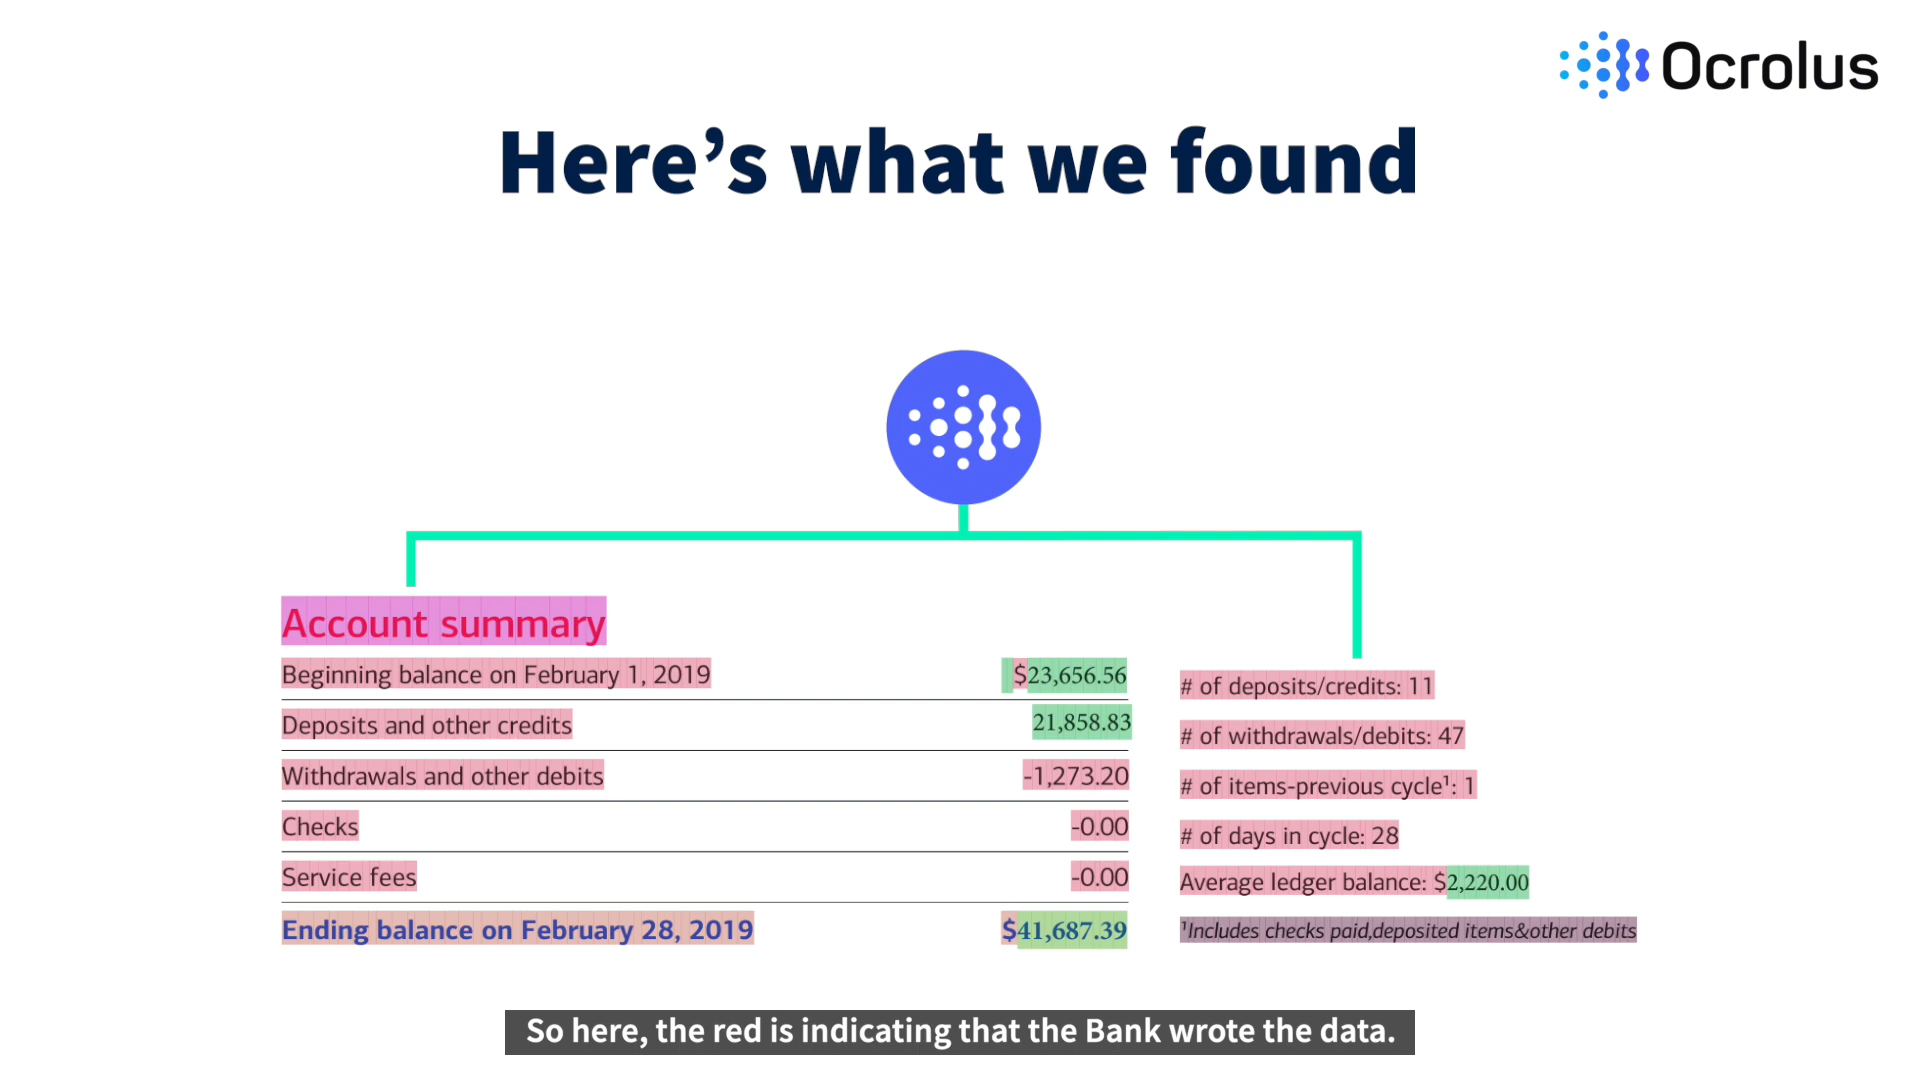 Ocrolus
Here’s what we found
Account summary
Beginning balance on February 1, 2019 $23,656.56
Deposits and other credits 21,858.83
Withdrawals and other debits -1,273.20
Checks -0.00
Service fees -0.00
Ending balance on February 28, 2019 $41,687.39
# of deposits/credits: 11
# of withdrawals/debits: 47
# of items-previous cycle¹: 1
# of days in cycle: 28
Average ledger balance: $2,220.00
¹Includes checks paid,deposited items&other debits
So here, the red is indicating that the Bank wrote the data.